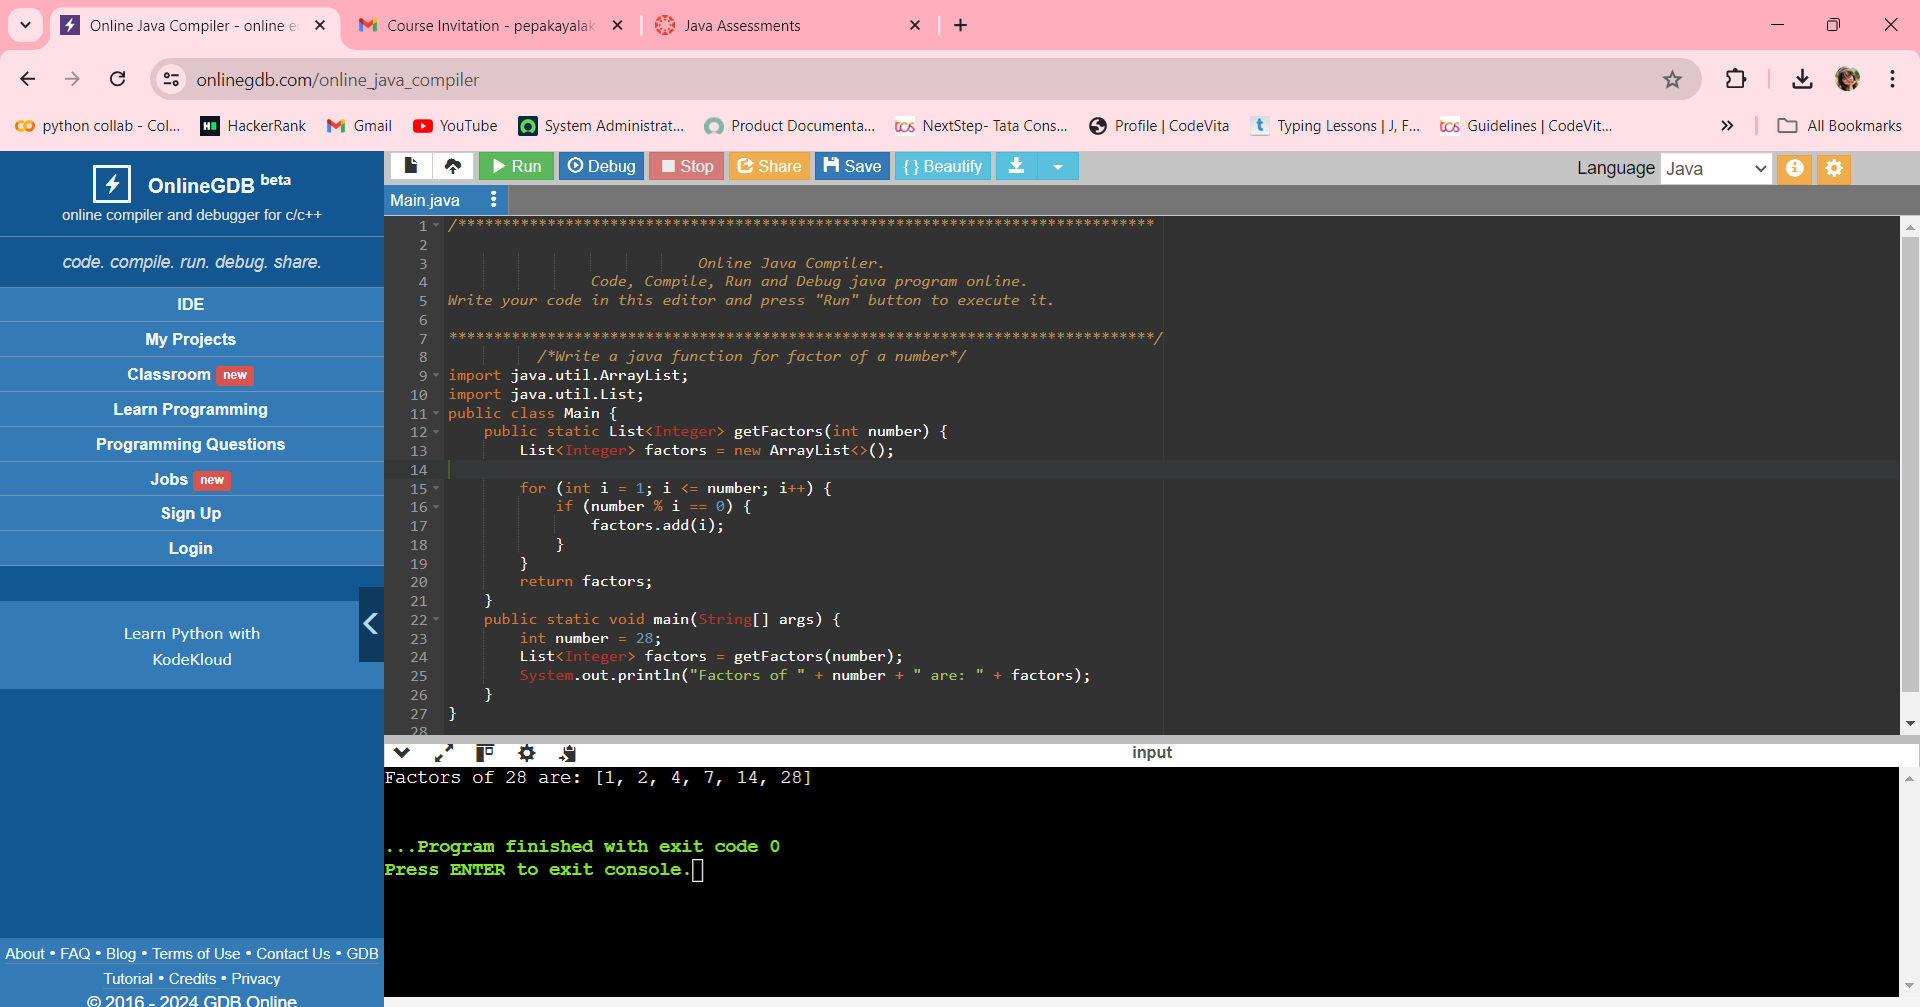 Online Java Compiler - online e
Course Invitation - pepakayalak
Java Assessments
onlinegdb.com/online_java_compiler
python collab - Col...
HackerRank
Gmail
YouTube
System Administrat...
Product Documenta...
NextStep- Tata Cons...
Profile | CodeVita
Typing Lessons | J, F...
Guidelines | CodeVit...
All Bookmarks
OnlineGDB beta
online compiler and debugger for c/c++
code. compile. run. debug. share.
IDE
My Projects
Classroom new
Learn Programming
Programming Questions
Jobs new
Sign Up
Login
Learn Python with
KodeKloud
About • FAQ • Blog • Terms of Use • Contact Us • GDB
Tutorial • Credits • Privacy
© 2016 - 2024 GDB Online
Run
Debug
Stop
Share
Save
{ } Beautify
Language Java
Main.java
1 /******************************************************************************
2
3 Online Java Compiler.
4 Code, Compile, Run and Debug java program online.
5 Write your code in this editor and press "Run" button to execute it.
6
7 *******************************************************************************/
8 /*Write a java function for factor of a number*/
9 import java.util.ArrayList;
10 import java.util.List;
11 public class Main {
12 public static List<Integer> getFactors(int number) {
13 List<Integer> factors = new ArrayList<>();
14
15 for (int i = 1; i <= number; i++) {
16 if (number % i == 0) {
17 factors.add(i);
18 }
19 }
20 return factors;
21 }
22 public static void main(String[] args) {
23 int number = 28;
24 List<Integer> factors = getFactors(number);
25 System.out.println("Factors of " + number + " are: " + factors);
26 }
27 }
28
input
Factors of 28 are: [1, 2, 4, 7, 14, 28]
...Program finished with exit code 0
Press ENTER to exit console.